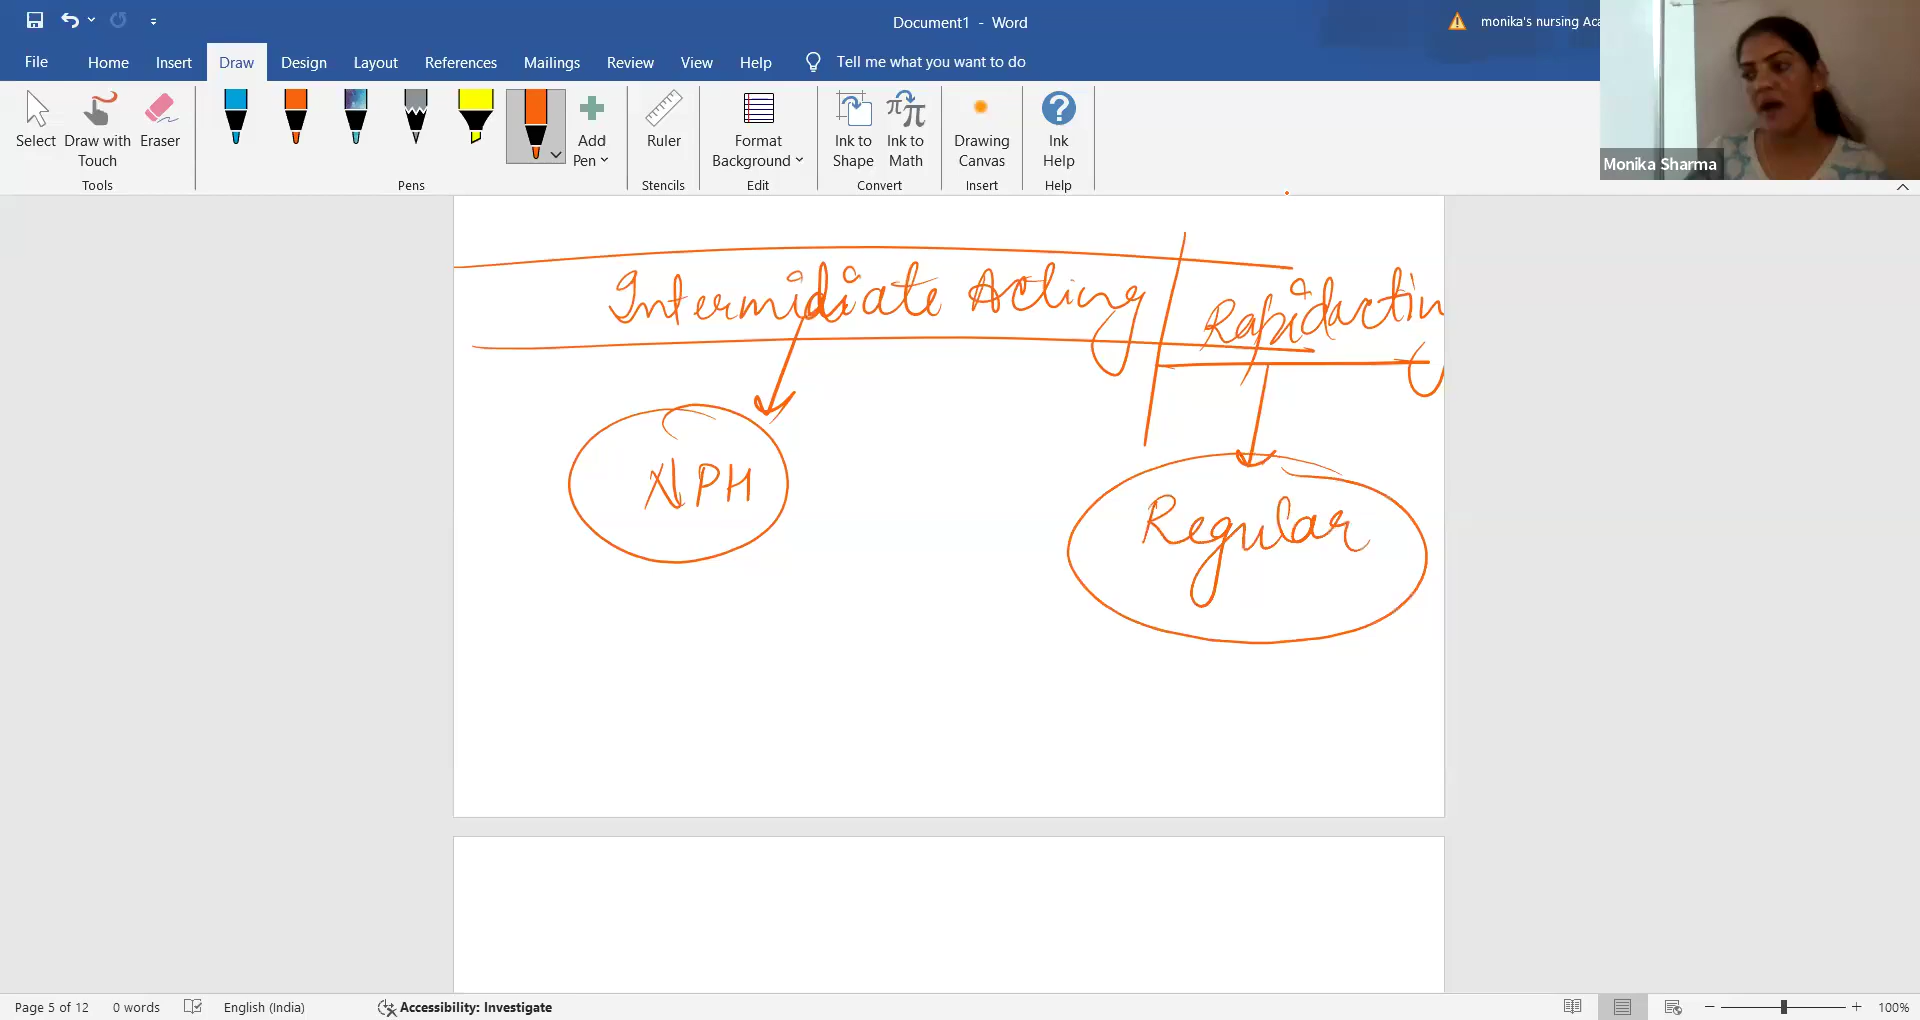 Document1 - Word
monika's nursing Aca
File Home Insert Draw Design Layout References Mailings Review View Help Tell me what you want to do
Select
Draw with Touch
Eraser
Add Pen
Ruler
Format Background
Ink to Shape
Ink to Math
Drawing Canvas
Ink Help
Tools Pens Stencils Edit Convert Insert Help
Monika Sharma
Intermidiate Acting
Rapidacting
NPH
Regular
Page 5 of 12 0 words English (India) Accessibility: Investigate 100%